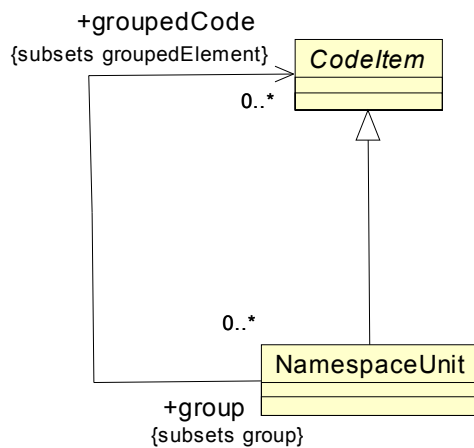 +groupedCode
{subsets groupedElement}
CodeItem
0..*
0..*
NamespaceUnit
+group
{subsets group}